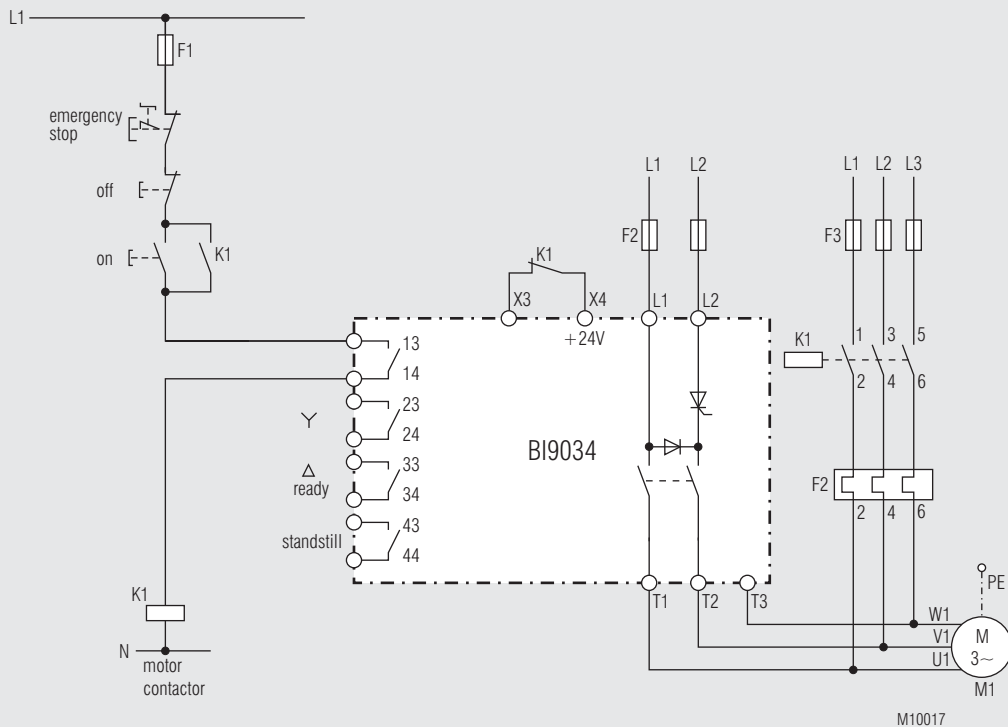 L1
F1
emergency
stop
off
on
K1
L1 L2
F2
L1 L2 L3
F3
K1
X3 X4
+24V
L1 L2
13
14
23
24
33
34
43
44
Y
Δ
ready
standstill
BI9034
K1
1 3 5
2 4 6
F2
2 4 6
T1 T2 T3
PE
W1
V1
U1
M
3~
M1
K1
N
motor
contactor
M10017